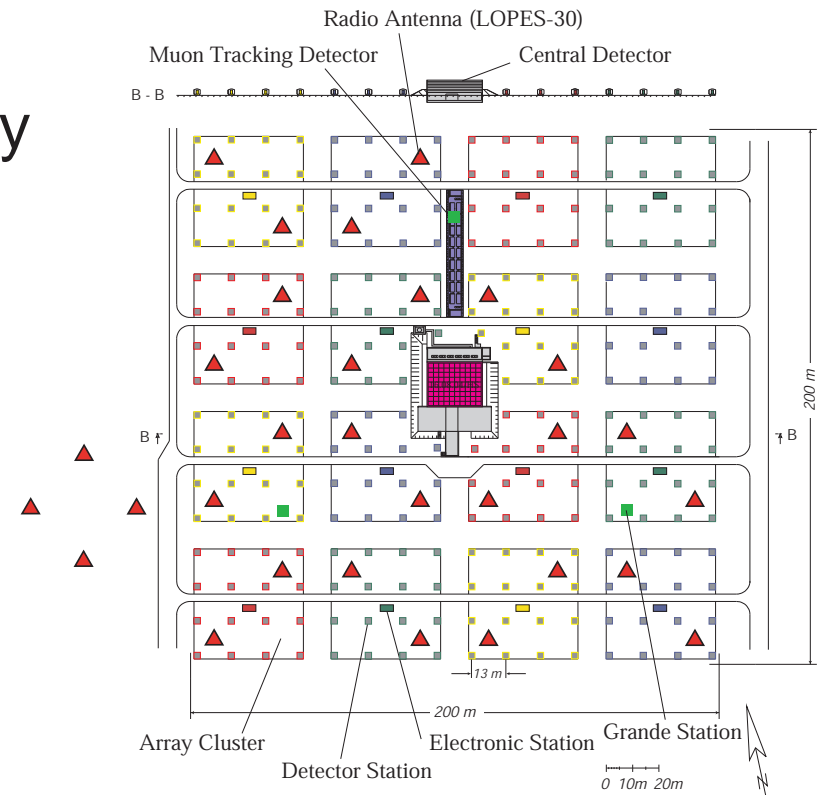 Radio Antenna (LOPES-30)
Muon Tracking Detector
Central Detector
B - B
y
200 m
B
B
13 m
200 m
Array Cluster
Electronic Station
Grande Station
Detector Station
0 10m 20m
N